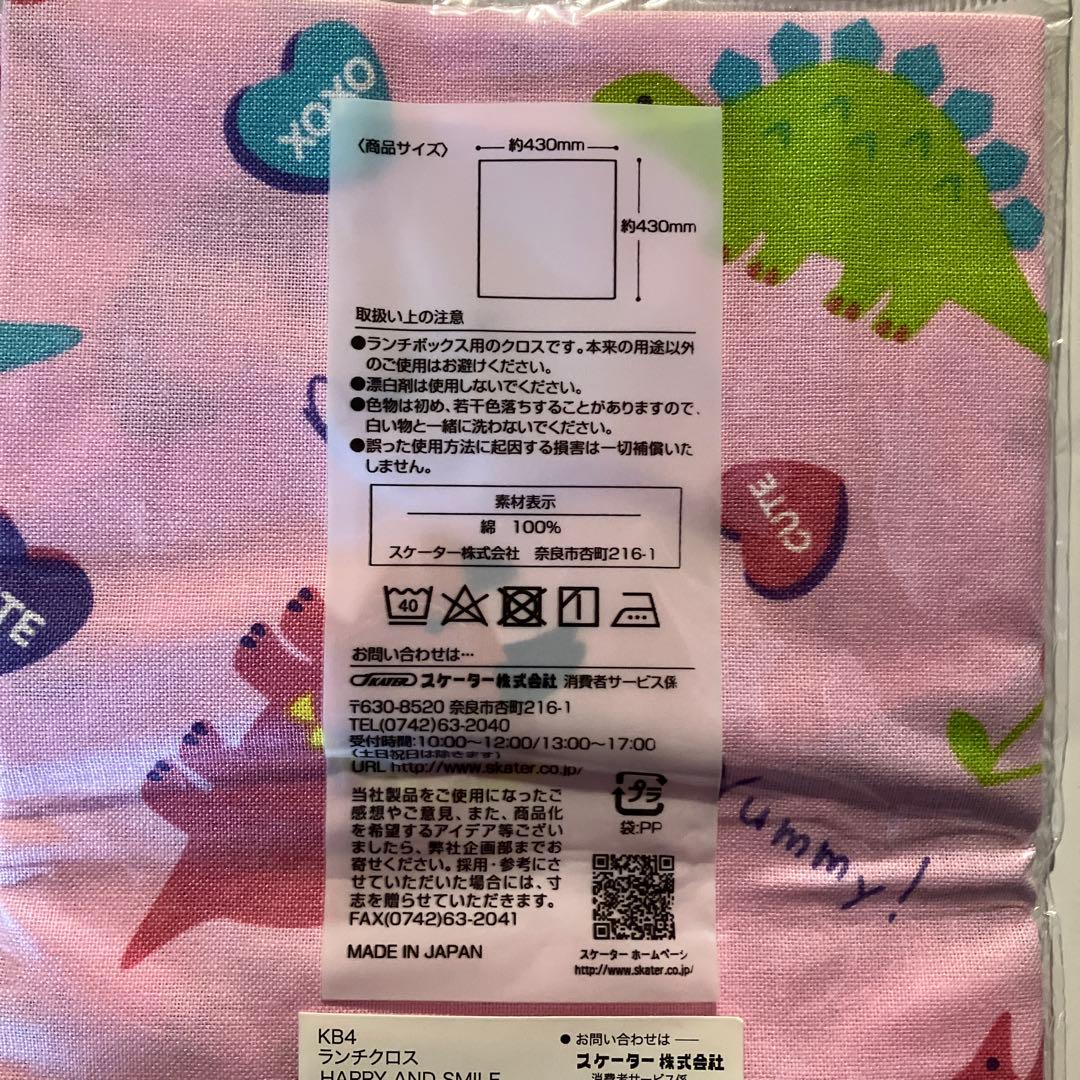 XOXO
〈商品サイズ〉
約430mm
約430mm
取扱い上の注意
●ランチボックス用のクロスです。本来の用途以外
のご使用はお避けください。
●漂白剤は使用しないでください。
●色物は初め、若干色落ちすることがありますので、
白い物と一緒に洗わないでください。
●誤った使用方法に起因する損害は一切補償いた
しません。
CUTE
素材表示
綿 100%
スケーター株式会社 奈良市杏町216-1
TE
40
お問い合わせは…
SKATER スケーター株式会社 消費者サービス係
〒630-8520 奈良市杏町216-1
TEL(0742)63-2040
受付時間:10:00〜12:00/13:00〜17:00
(土日祝日は除きます)
URL http://www.skater.co.jp/
当社製品をご使用になったご
感想やご意見、また、商品化
を希望するアイデア等ござい
ましたら、弊社企画部までお
寄せください。採用・参考にさ
せていただいた場合には、寸
志を贈らせていただきます。
FAX(0742)63-2041
プラ
袋:PP
Yummy!
MADE IN JAPAN
スケーター ホームページ
http://www.skater.co.jp/
KB4
ランチクロス
HAPPY AND SMILE
●お問い合わせは
スケーター株式会社
消費者サービス係